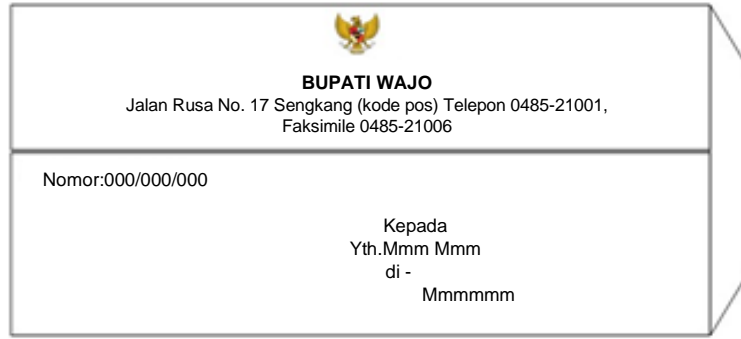 BUPATI WAJO
Jalan Rusa No. 17 Sengkang (kode pos) Telepon 0485-21001,
Faksimile 0485-21006
Nomor:000/000/000
Kepada
Yth.Mmm Mmm
di -
Mmmmmm